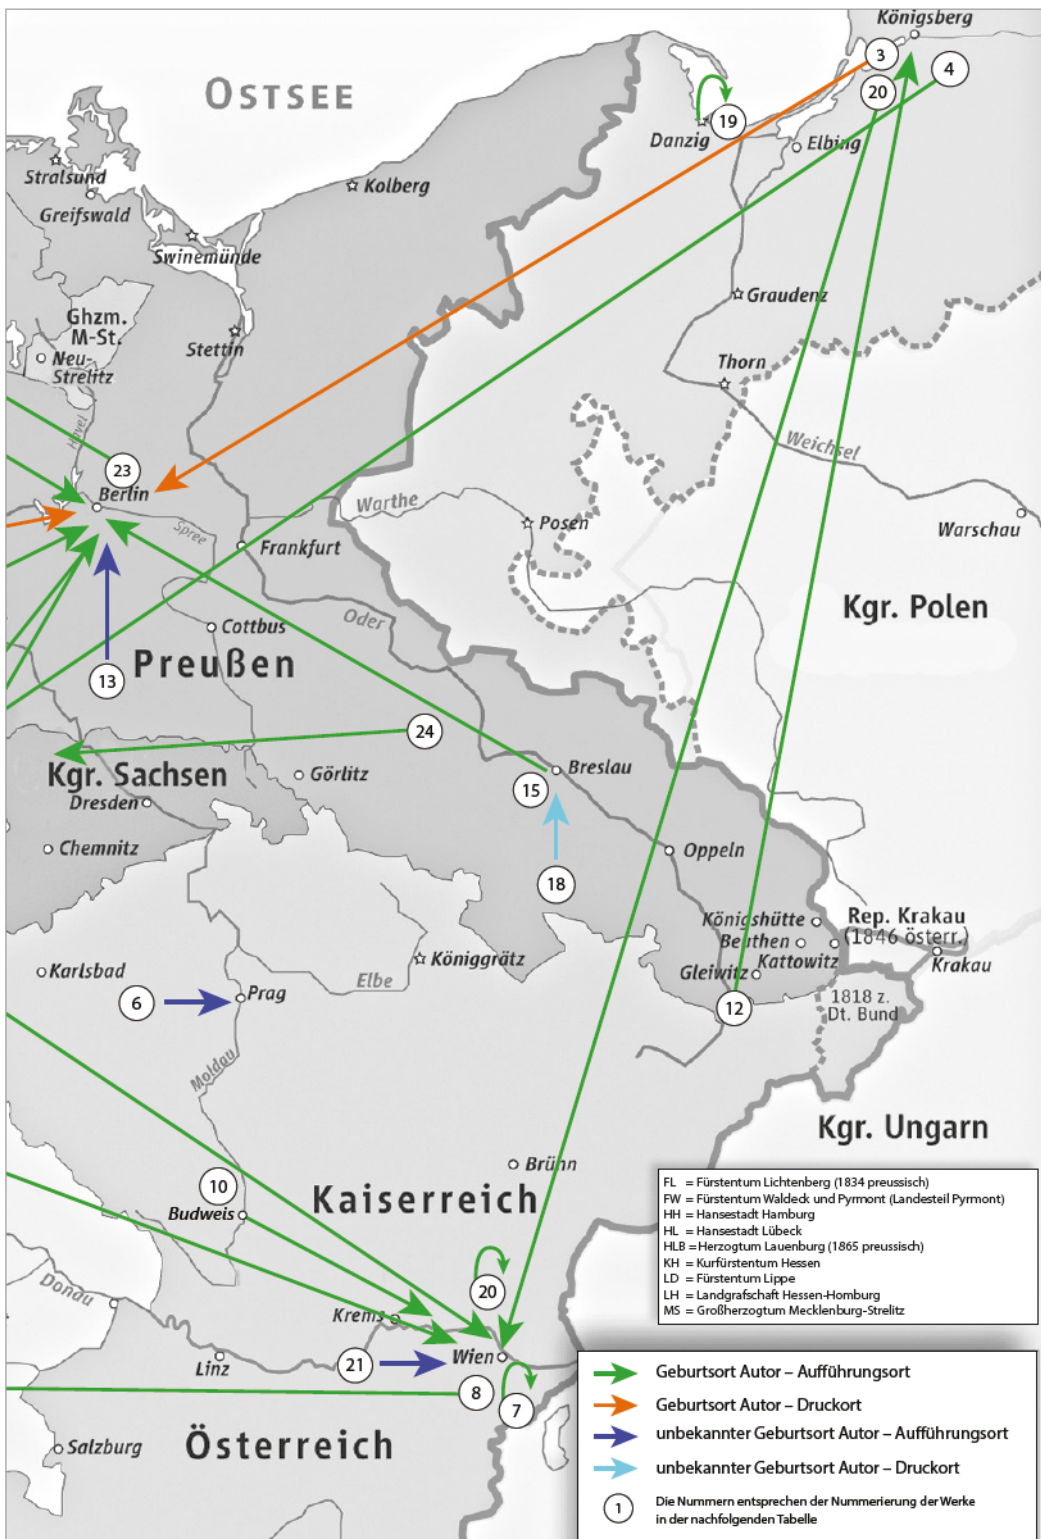 Königsberg
3
4
OSTSEE
20
19
Danzig
Elbing
Stralsund
Kolberg
Greifswald
Swinemünde
Graudenz
Ghzm.
M-St.
Stettin
Neu-
Strelitz
Thorn
Havel
Weichsel
23
Berlin
Warthe
Spree
Posen
Warschau
Frankfurt
Kgr. Polen
Oder
Cottbus
Preußen
13
24
Kgr. Sachsen
Görlitz
Breslau
15
Dresden
Chemnitz
Oppeln
18
Königshütte
Rep. Krakau
Beuthen
(1846 österr.)
Kattowitz
Krakau
Karlsbad
Königgrätz
Gleiwitz
Elbe
6
Prag
12
1818 z.
Dt. Bund
Moldau
Kgr. Ungarn
Brünn
10
Kaiserreich
Budweis
FL = Fürstentum Lichtenberg (1834 preussisch)
FW = Fürstentum Waldeck und Pyrmont (Landesteil Pyrmont)
HH = Hansestadt Hamburg
HL = Hansestadt Lübeck
HLB = Herzogtum Lauenburg (1865 preussisch)
KH = Kurfürstentum Hessen
LD = Fürstentum Lippe
LH = Landgrafschaft Hessen-Homburg
MS = Großherzogtum Mecklenburg-Strelitz
Donau
20
Krems
Linz
21
Wien
8
7
Salzburg
Österreich
Geburtsort Autor – Aufführungsort
Geburtsort Autor – Druckort
unbekannter Geburtsort Autor – Aufführungsort
unbekannter Geburtsort Autor – Druckort
1
Die Nummern entsprechen der Nummerierung der Werke
in der nachfolgenden Tabelle